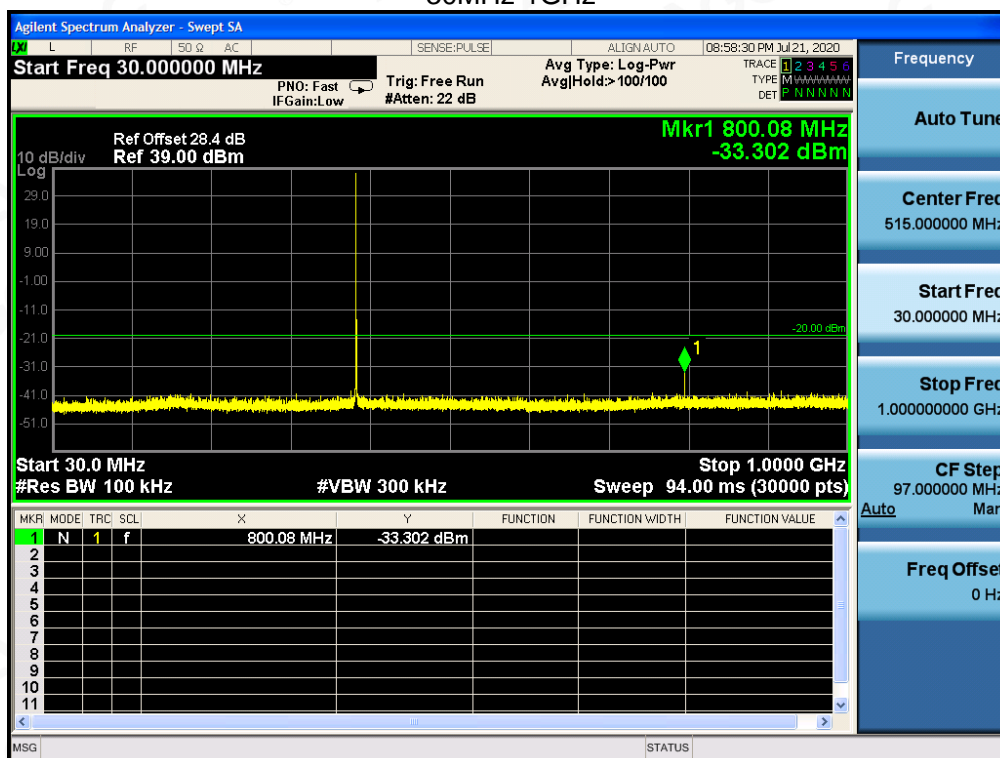 30MHz-1GHz
Agilent Spectrum Analyzer - Swept SA
LXI L RF 50 Ω AC SENSE:PULSE ALIGN AUTO 08:58:30 PM Jul 21, 2020
Start Freq 30.000000 MHz
PNO: Fast
IFGain:Low
Trig: Free Run
#Atten: 22 dB
Avg Type: Log-Pwr
Avg|Hold:>100/100
TRACE 1 2 3 4 5 6
TYPE M WWWWW
DET P N N N N N
Mkr1 800.08 MHz
-33.302 dBm
Ref Offset 28.4 dB
10 dB/div Ref 39.00 dBm
Log
29.0
19.0
9.00
-1.00
-11.0
-20.00 dBm
-21.0
1
-31.0
-41.0
-51.0
Start 30.0 MHz Stop 1.0000 GHz
#Res BW 100 kHz #VBW 300 kHz Sweep 94.00 ms (30000 pts)
MKR MODE TRC SCL X Y FUNCTION FUNCTION WIDTH FUNCTION VALUE
1 N 1 f 800.08 MHz -33.302 dBm
2
3
4
5
6
7
8
9
10
11
MSG STATUS
Frequency
Auto Tune
Center Freq
515.000000 MHz
Start Freq
30.000000 MHz
Stop Freq
1.000000000 GHz
CF Step
97.000000 MHz
Auto Man
Freq Offset
0 Hz